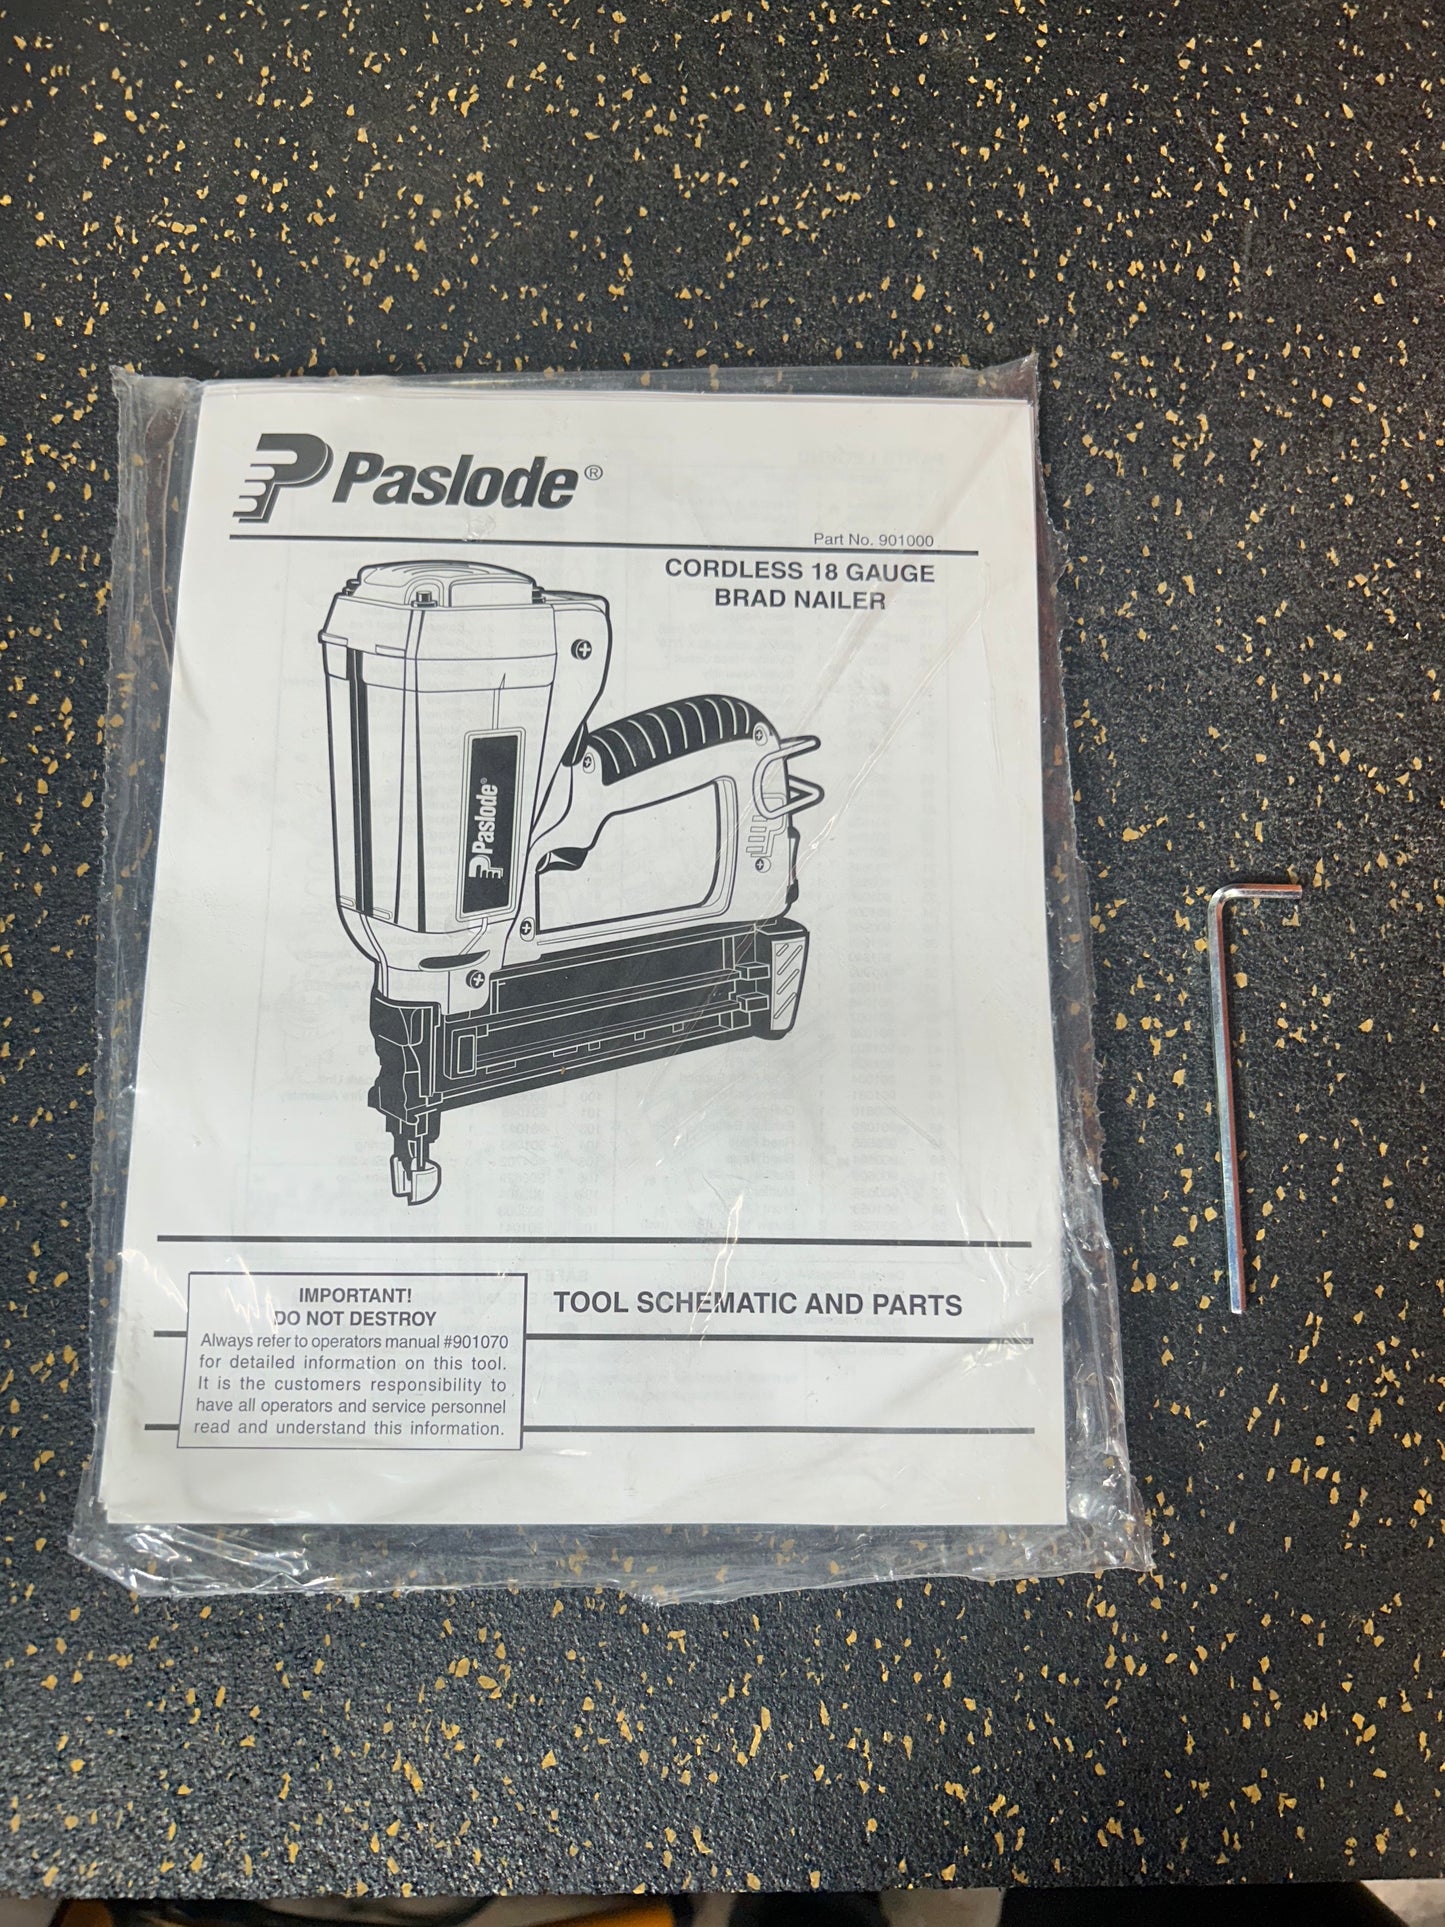 Paslode®
Part No. 901000
CORDLESS 18 GAUGE
BRAD NAILER
Paslode®
TOOL SCHEMATIC AND PARTS
IMPORTANT!
DO NOT DESTROY
Always refer to operators manual #901070
for detailed information on this tool.
It is the customers responsibility to
have all operators and service personnel
read and understand this information.